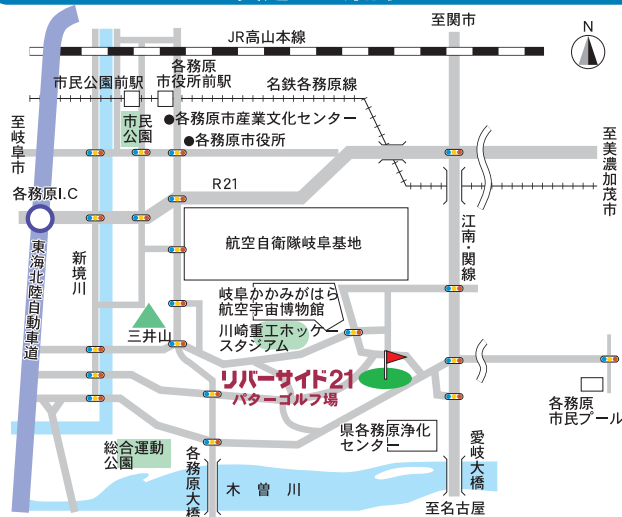 至関市
N
JR高山本線
各務原
市役所前駅
市民公園前駅
名鉄各務原線
市民
公園
●各務原市産業文化センター
●各務原市役所
至岐阜市
至美濃加茂市
R21
各務原I.C
東海北陸自動車道
新境川
航空自衛隊岐阜基地
江南・関線
岐阜かかみがはら
航空宇宙博物館
三井山
川崎重工ホッケー
スタジアム
リバーサイド21
パターゴルフ場
各務原
市民プール
県各務原浄化
センター
総合運動
公園
各務原大橋
木曽川
愛岐大橋
至名古屋